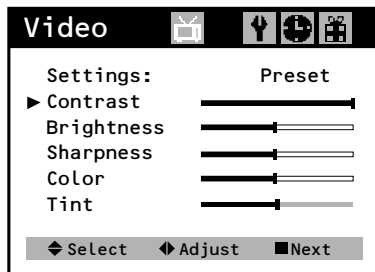 Video
Settings: Preset
Contrast
Brightness
Sharpness
Color
Tint
Select Adjust Next